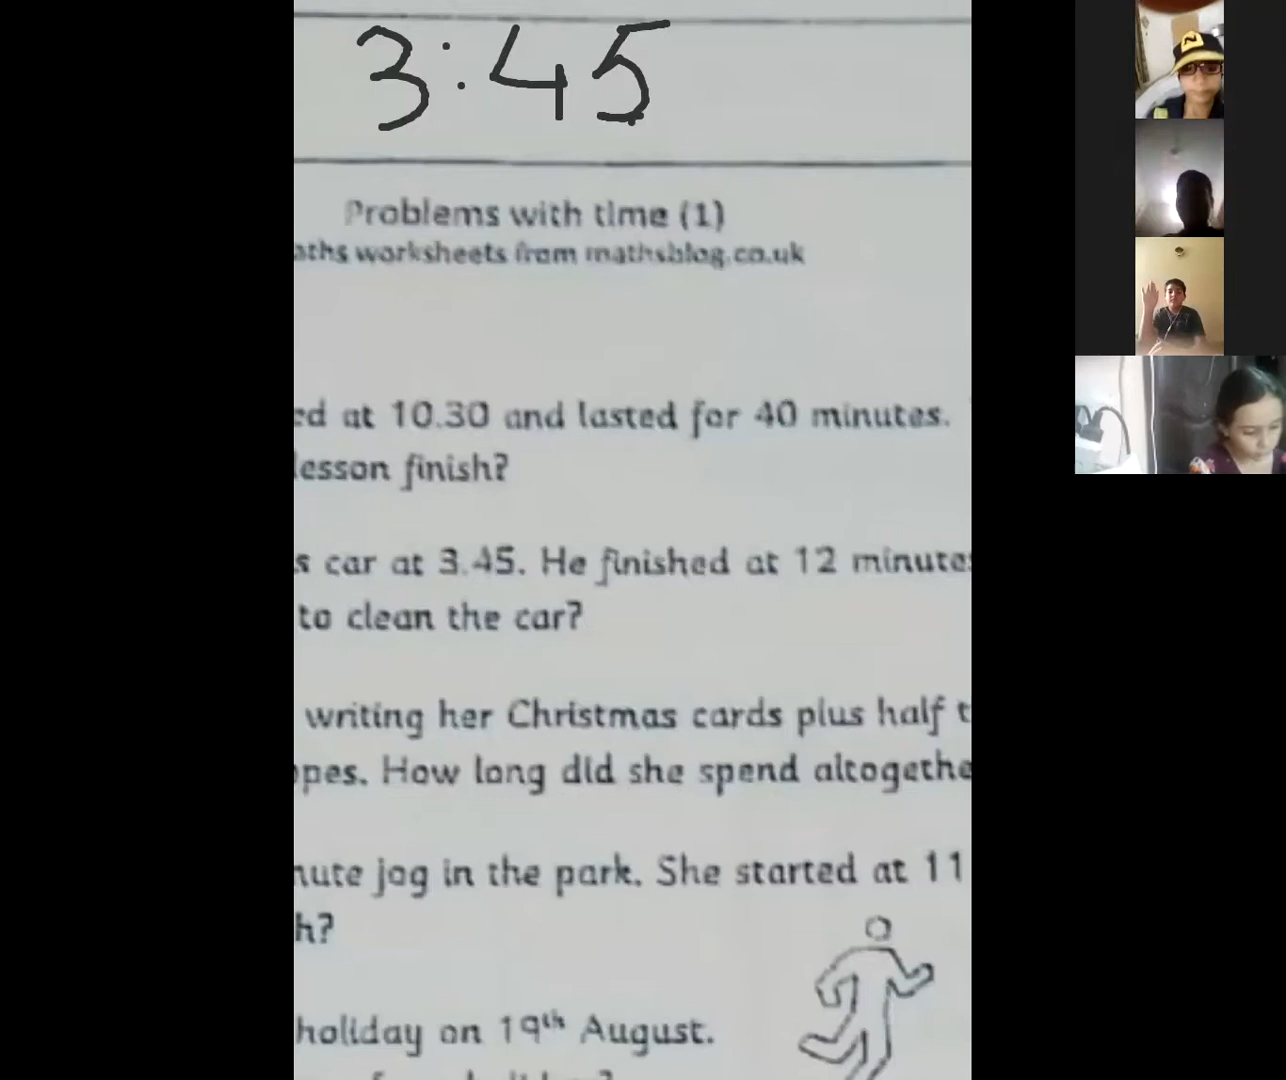 3:45
Problems with time (1)
aths worksheets from mathsblog.co.uk
ed at 10.30 and lasted for 40 minutes.
lesson finish?
s car at 3.45. He finished at 12 minutes
to clean the car?
writing her Christmas cards plus half t
opes. How long did she spend altogethe
nute jog in the park. She started at 11
h?
holiday on 19th August.